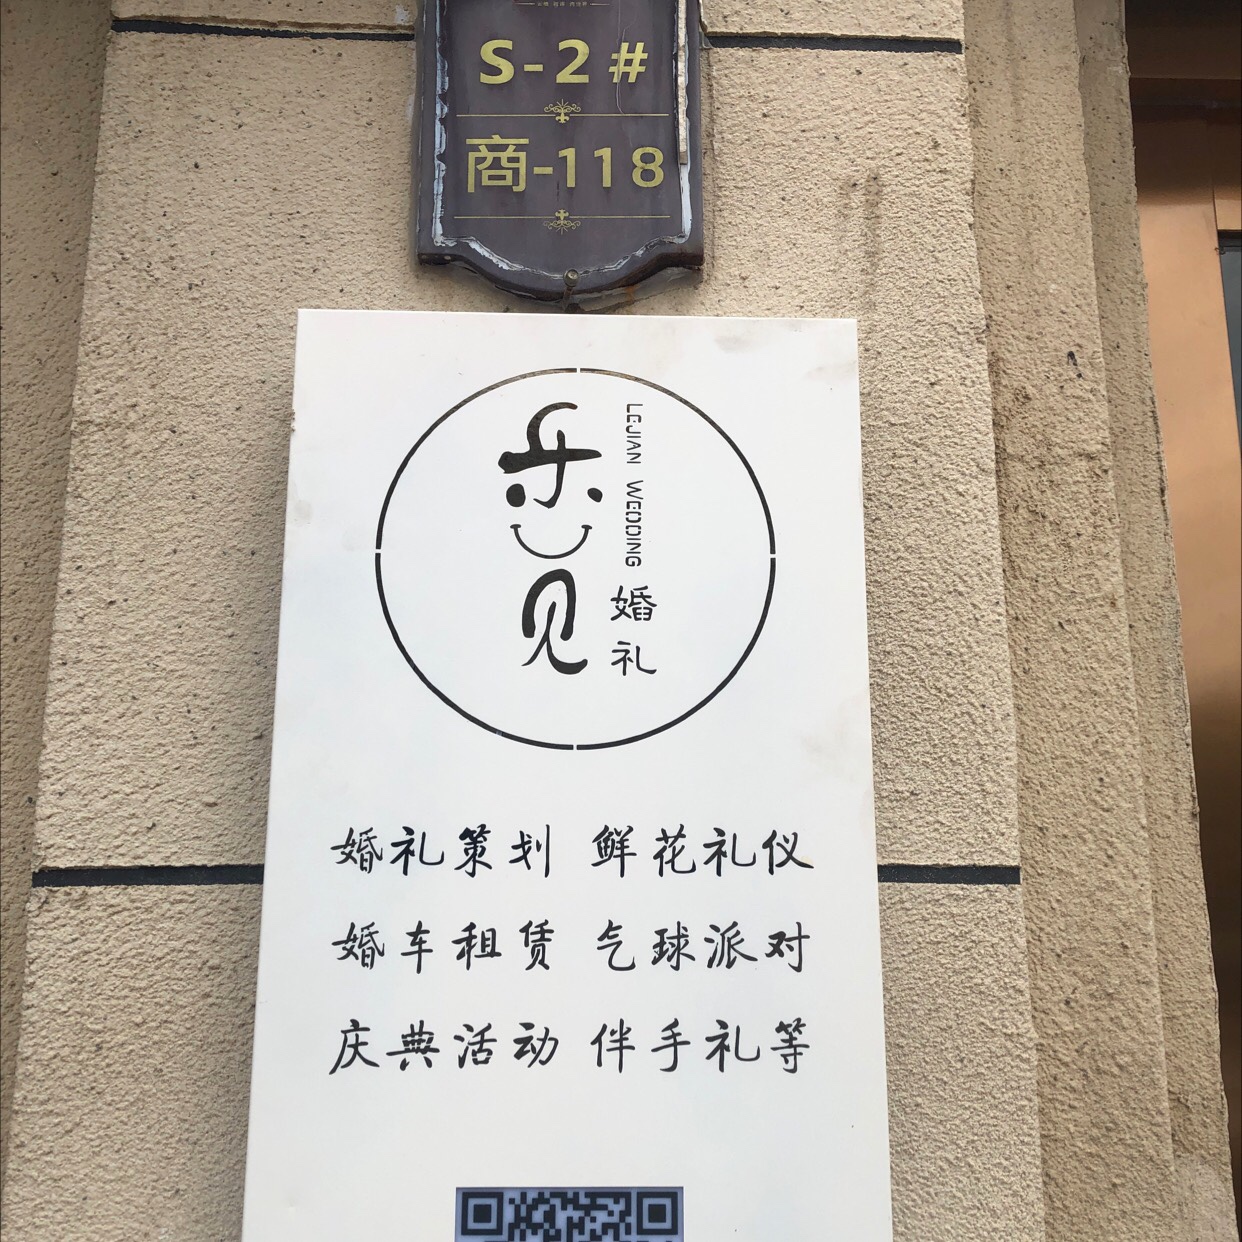 S-2#
商-118
乐见
LEJIAN WEDDING
婚礼
婚礼策划 鲜花礼仪
婚车租赁 气球派对
庆典活动 伴手礼等